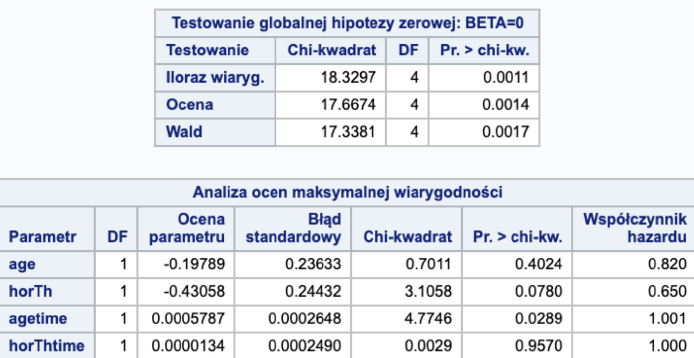 Testowanie globalnej hipotezy zerowej: BETA=0
Testowanie Chi-kwadrat DF Pr. > chi-kw.
Iloraz wiaryg. 18.3297 4 0.0011
Ocena 17.6674 4 0.0014
Wald 17.3381 4 0.0017
Analiza ocen maksymalnej wiarygodności
Parametr DF Ocena parametru Błąd standardowy Chi-kwadrat Pr. > chi-kw. Współczynnik hazardu
age 1 -0.19789 0.23633 0.7011 0.4024 0.820
horTh 1 -0.43058 0.24432 3.1058 0.0780 0.650
agetime 1 0.0005787 0.0002648 4.7746 0.0289 1.001
horThtime 1 0.0000134 0.0002490 0.0029 0.9570 1.000